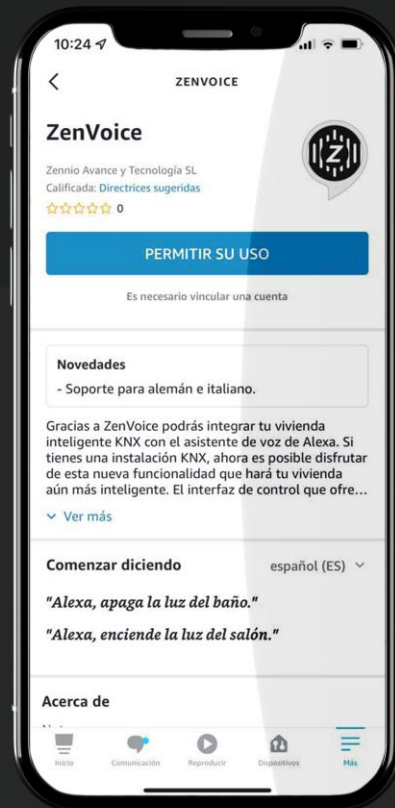 10:24
ZENVOICE
ZenVoice
Z
Zennio Avance y Tecnología SL
Calificada: Directrices sugeridas
0
PERMITIR SU USO
Es necesario vincular una cuenta
Novedades
- Soporte para alemán e italiano.
Gracias a ZenVoice podrás integrar tu vivienda
inteligente KNX con el asistente de voz de Alexa. Si
tienes una instalación KNX, ahora es posible disfrutar
de esta nueva funcionalidad que hará tu vivienda
aún más inteligente. El interfaz de control que ofre...
Ver más
Comenzar diciendo español (ES)
"Alexa, apaga la luz del baño."
"Alexa, enciende la luz del salón."
Acerca de
Inicio Comunicación Reproducir Dispositivos Más